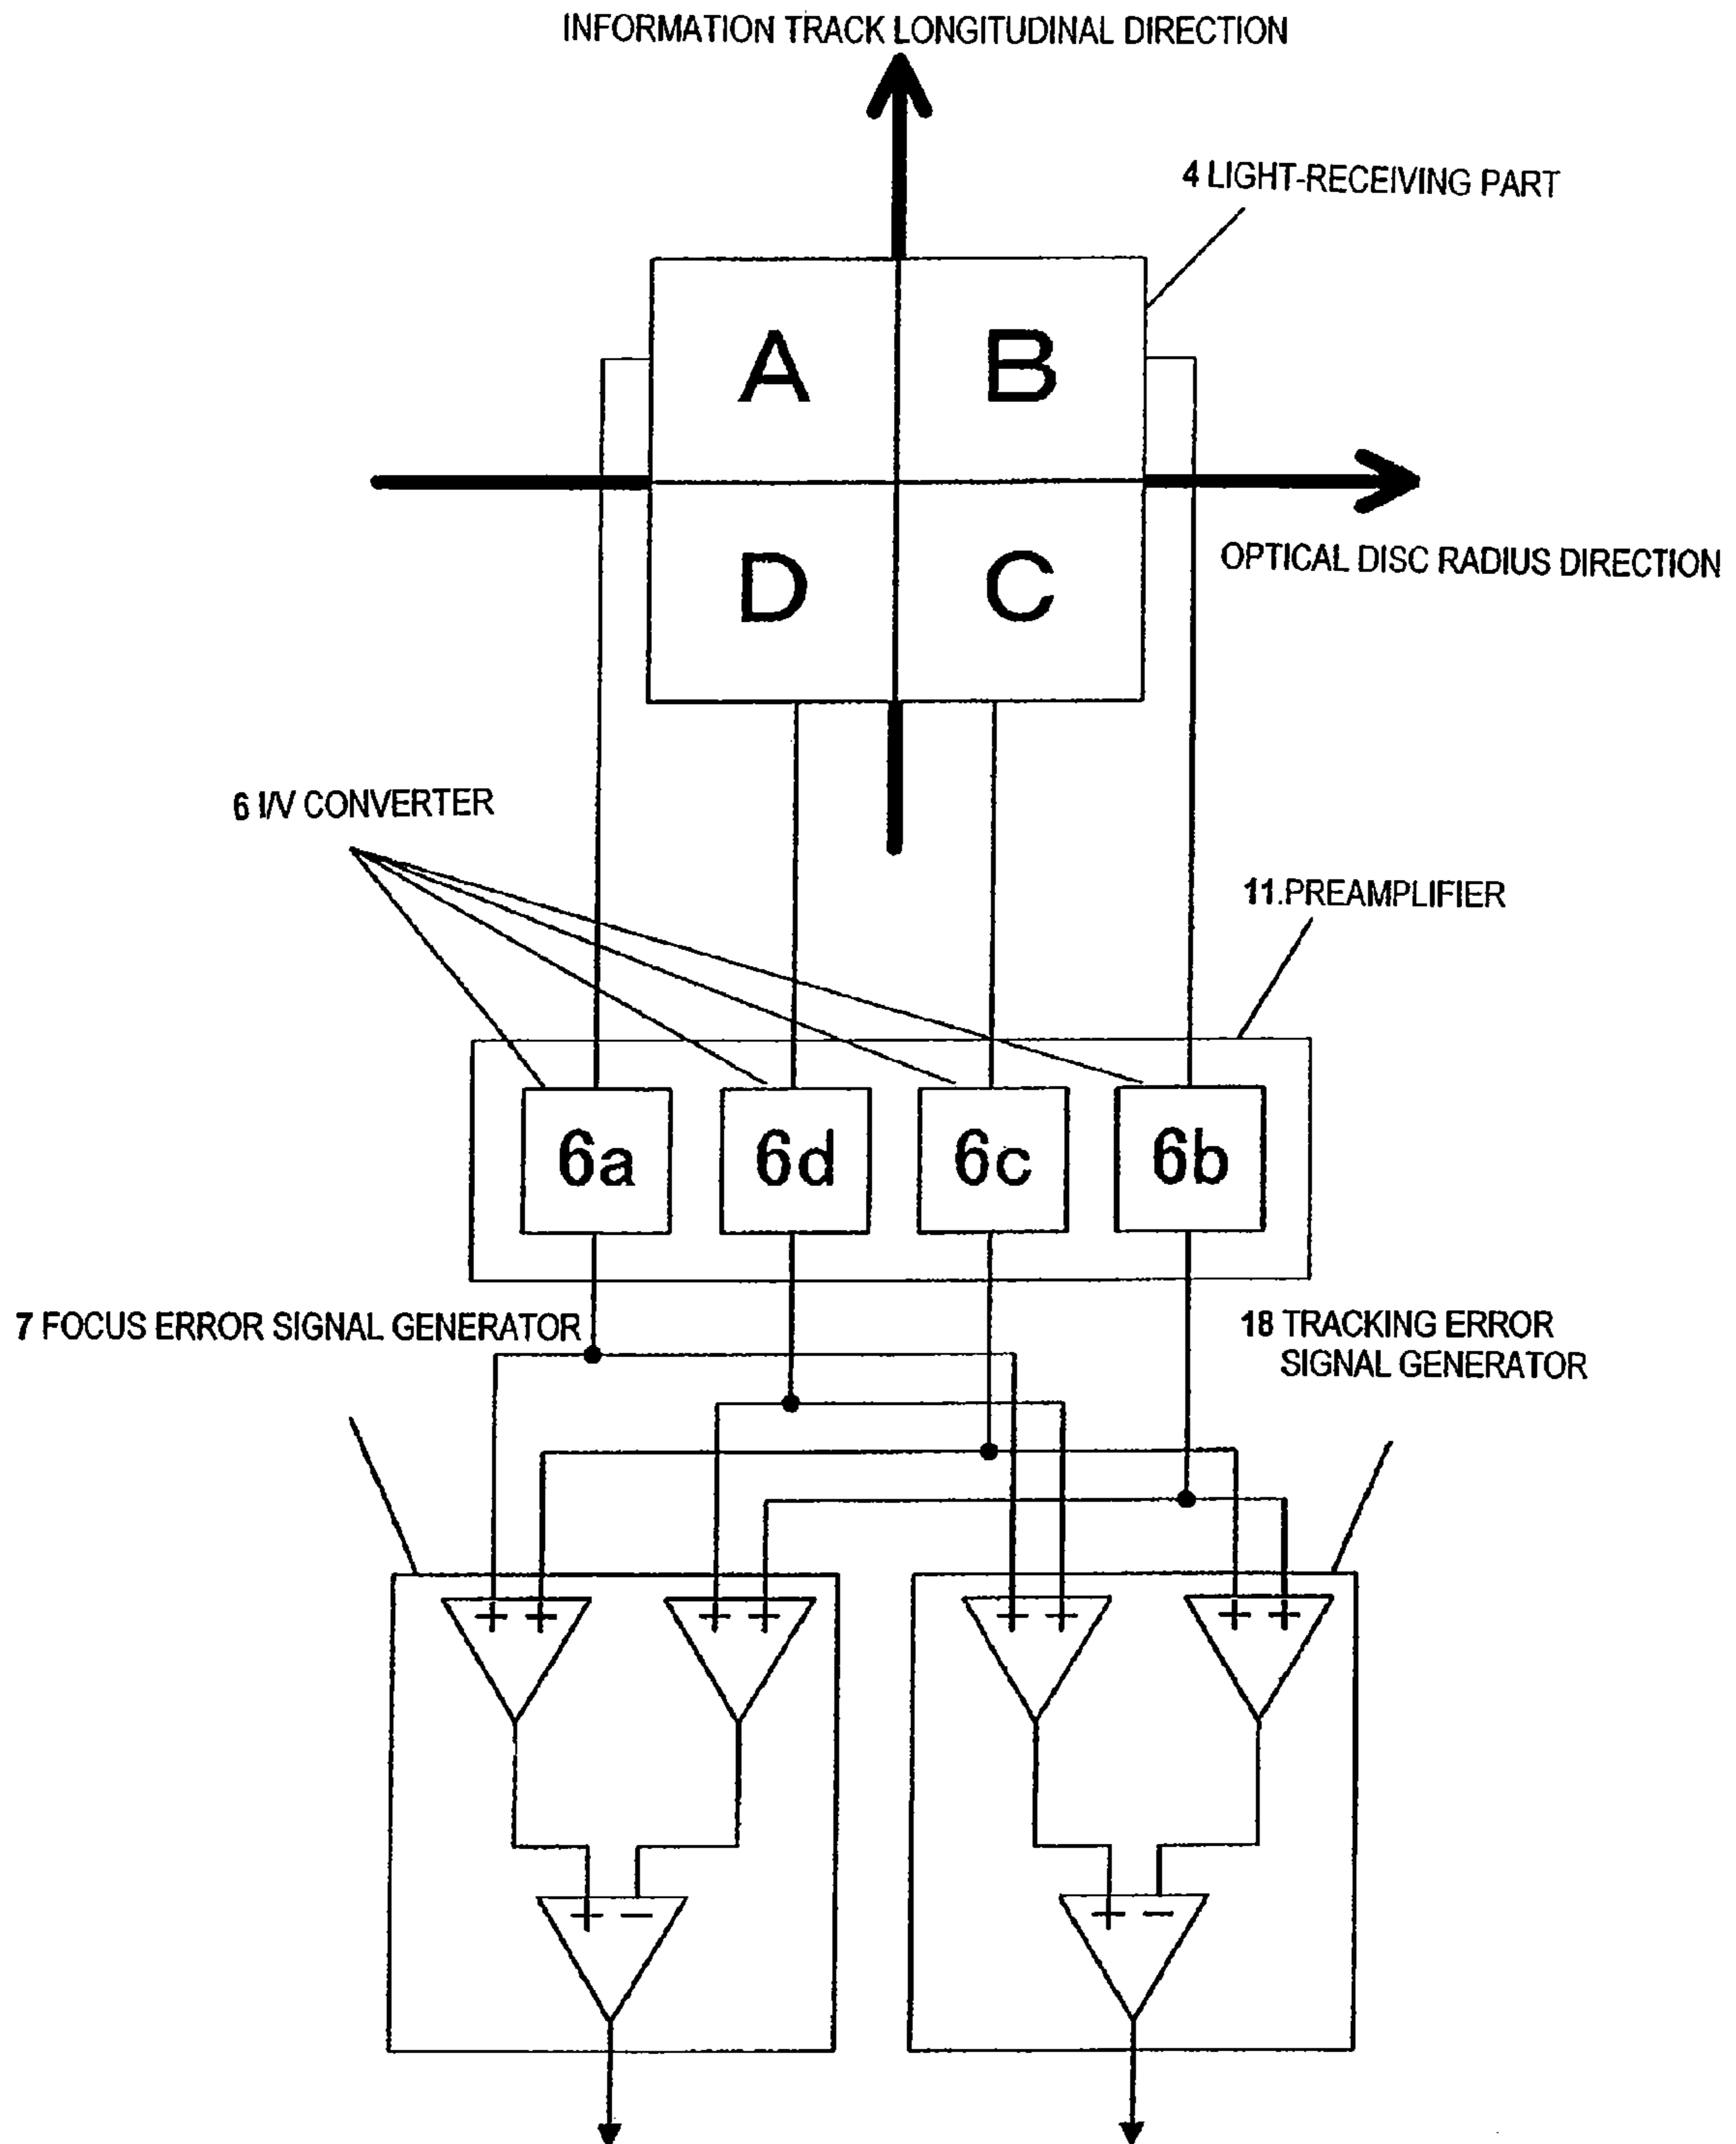 INFORMATION TRACK LONGITUDINAL DIRECTION
4 LIGHT-RECEIVING PART
A
B
OPTICAL DISC RADIUS DIRECTION
D
C
6 I/V CONVERTER
11.PREAMPLIFIER
6a
6d
6c
6b
7 FOCUS ERROR SIGNAL GENERATOR
18 TRACKING ERROR
SIGNAL GENERATOR
+ +
+ +
+ +
+ +
+ −
+ −